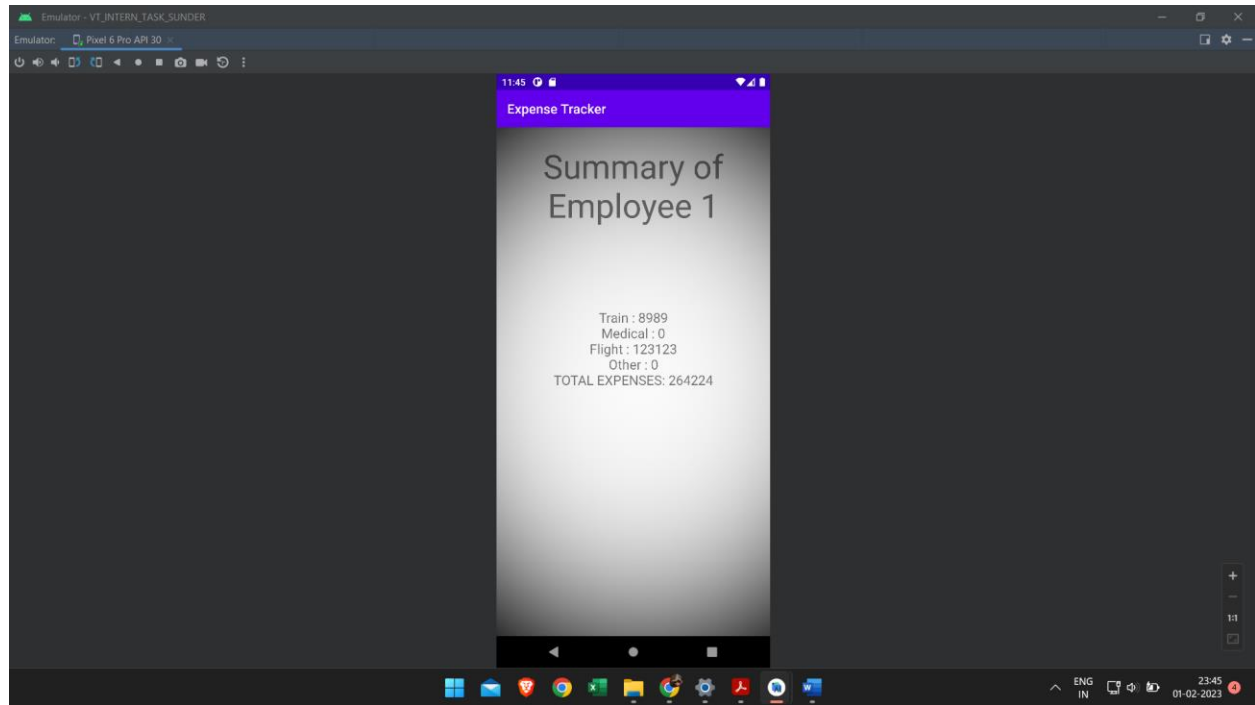 Emulator - VT_INTERN_TASK_SUNDER
Emulator: Pixel 6 Pro API 30
11:45
Expense Tracker
Summary of
Employee 1
Train : 8989
Medical : 0
Flight : 123123
Other : 0
TOTAL EXPENSES: 264224
1:1
ENG
IN
23:45
01-02-2023
4